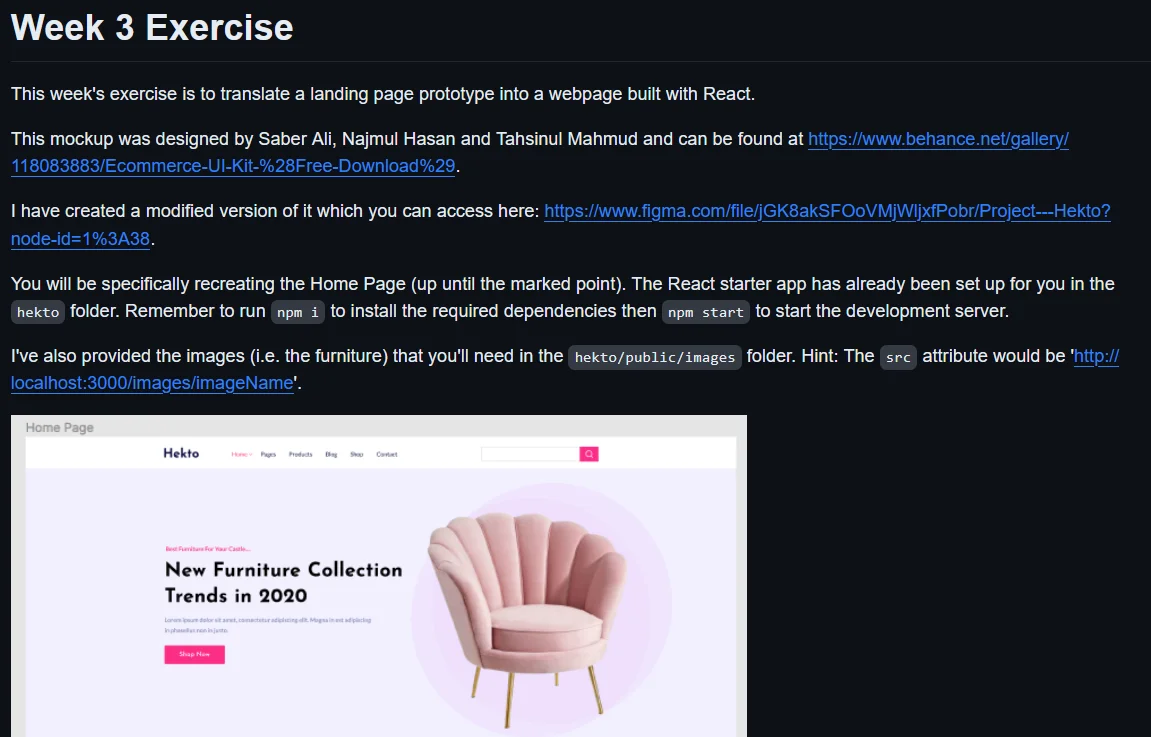 Week 3 Exercise
This week's exercise is to translate a landing page prototype into a webpage built with React.
This mockup was designed by Saber Ali, Najmul Hasan and Tahsinul Mahmud and can be found at https://www.behance.net/gallery/
118083883/Ecommerce-UI-Kit-%28Free-Download%29.
I have created a modified version of it which you can access here: https://www.figma.com/file/jGK8akSFOoVMjWljxfPobr/Project---Hekto?
node-id=1%3A38.
You will be specifically recreating the Home Page (up until the marked point). The React starter app has already been set up for you in the
hekto folder. Remember to run npm i to install the required dependencies then npm start to start the development server.
I've also provided the images (i.e. the furniture) that you'll need in the hekto/public/images folder. Hint: The src attribute would be 'http://
localhost:3000/images/imageName'.
Home Page
Hekto Home Pages Products Blog Shop Contact
Best Furniture For Your Castle....
New Furniture Collection
Trends in 2020
Lorem ipsum dolor sit amet, consectetur adipiscing elit. Magna in est adipiscing
in phasellus non in justo.
Shop Now